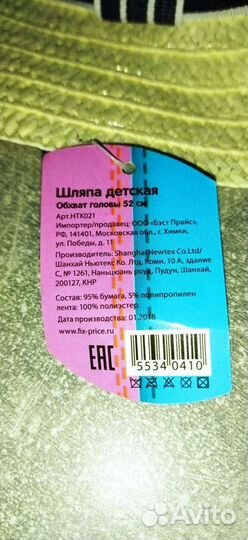 Шляпа детская
Обхват головы 52 см
Арт.HTK021
Импортер/продавец: ООО «Бэст Прайс»,
РФ, 141401, Московская обл., г. Химки,
ул. Победы, д. 11
Производитель: Shanghai Newtex Co.Ltd/
Шанхай Ньютекс Ко. Лтд, Комн. 10 А, здание
С, № 1261, Наньцюань роуд, Пудун, Шанхай,
200127, КНР
Состав: 95% бумага, 5% полипропилен
лента: 100% полиэстер
Дата производства: 01.2018
www.fix-price.ru
ЕАС
5534 0410
Avito